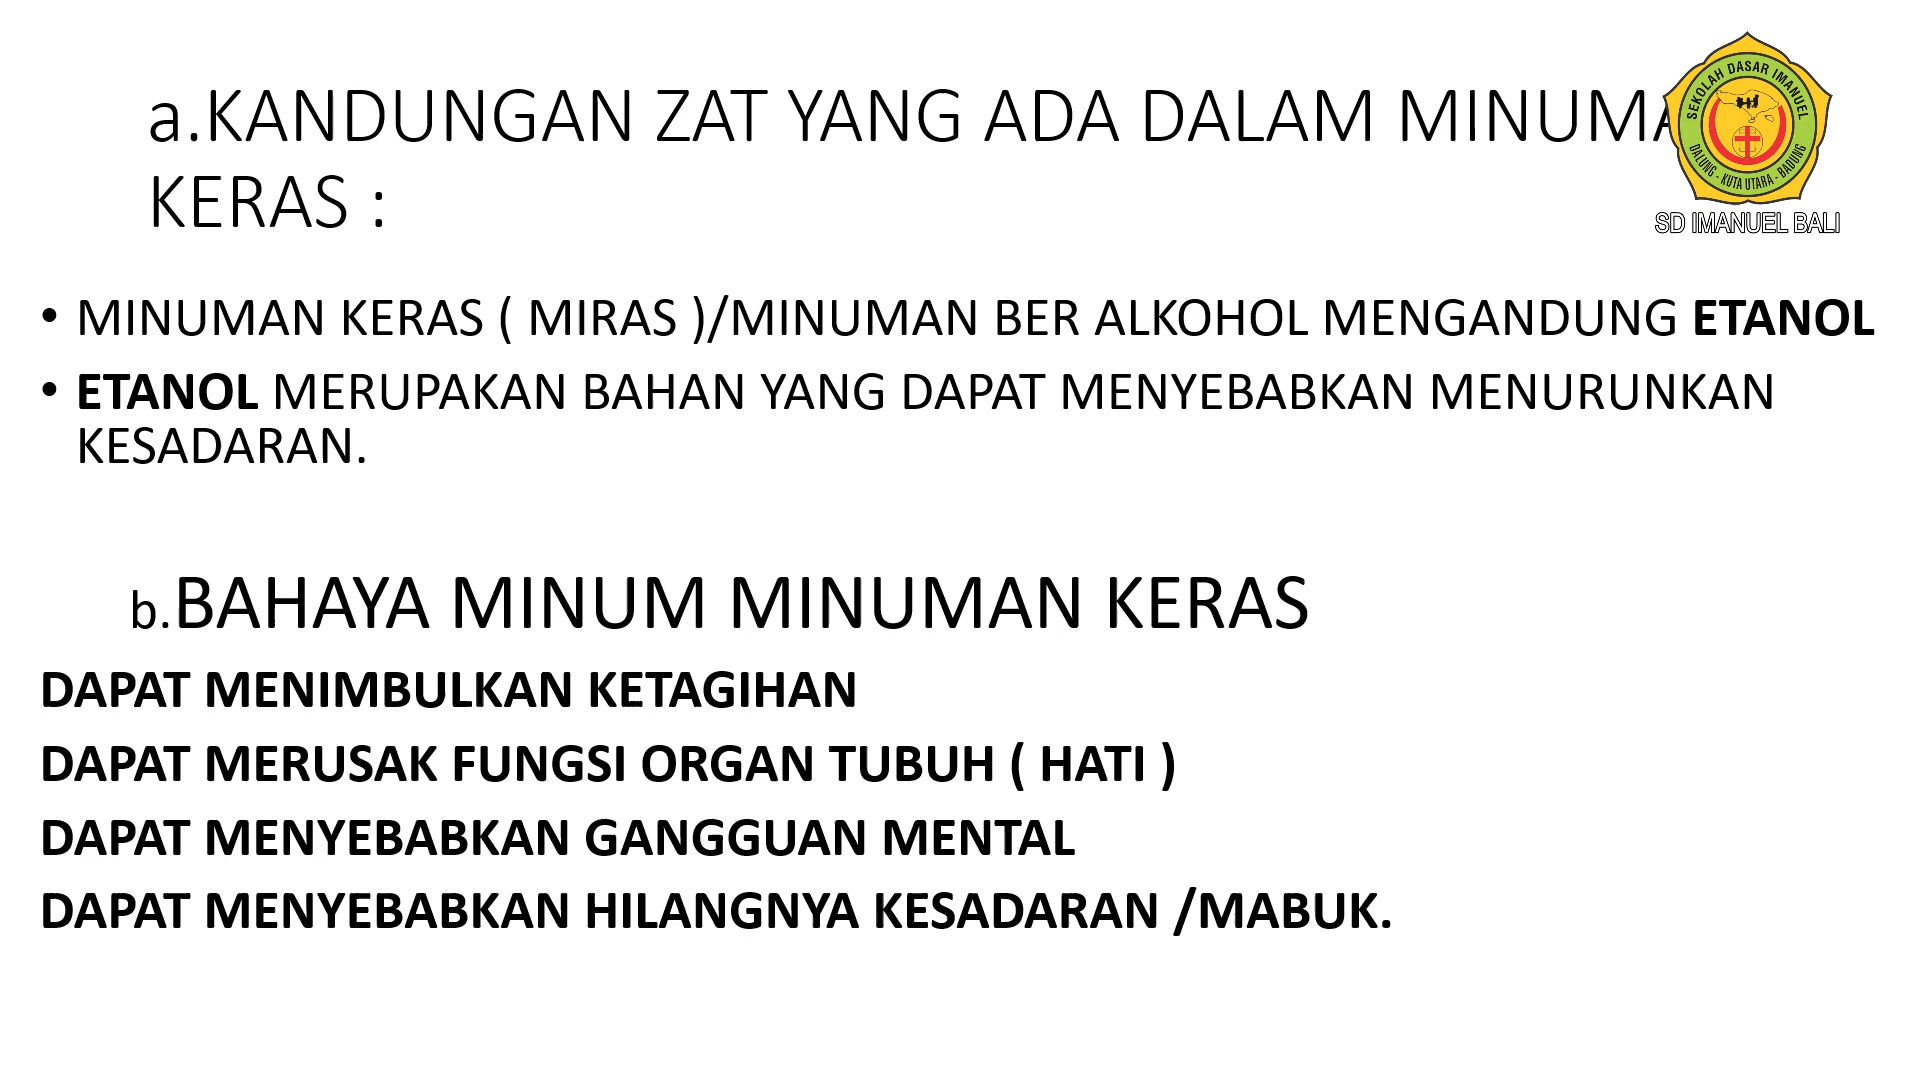 a.KANDUNGAN ZAT YANG ADA DALAM MINUMA
KERAS :
SEKOLAH DASAR IMANUEL
DALUNG - KUTA UTARA - BADUNG
SD IMANUEL BALI
• MINUMAN KERAS ( MIRAS )/MINUMAN BER ALKOHOL MENGANDUNG ETANOL
• ETANOL MERUPAKAN BAHAN YANG DAPAT MENYEBABKAN MENURUNKAN
KESADARAN.
b.BAHAYA MINUM MINUMAN KERAS
DAPAT MENIMBULKAN KETAGIHAN
DAPAT MERUSAK FUNGSI ORGAN TUBUH ( HATI )
DAPAT MENYEBABKAN GANGGUAN MENTAL
DAPAT MENYEBABKAN HILANGNYA KESADARAN /MABUK.